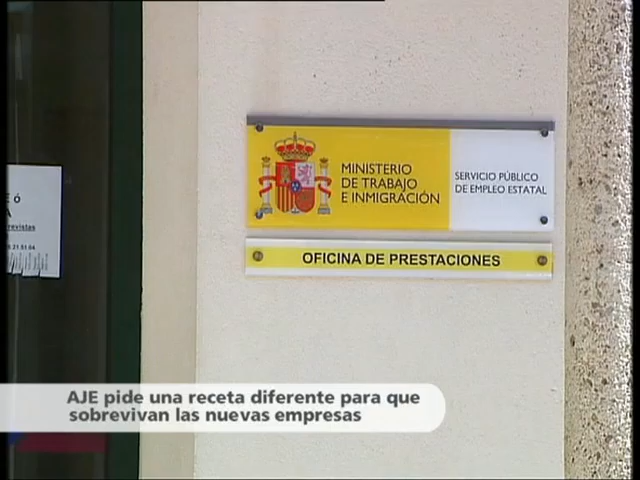 MINISTERIO
DE TRABAJO
E INMIGRACIÓN
SERVICIO PÚBLICO
DE EMPLEO ESTATAL
OFICINA DE PRESTACIONES
AJE pide una receta diferente para que
sobrevivan las nuevas empresas